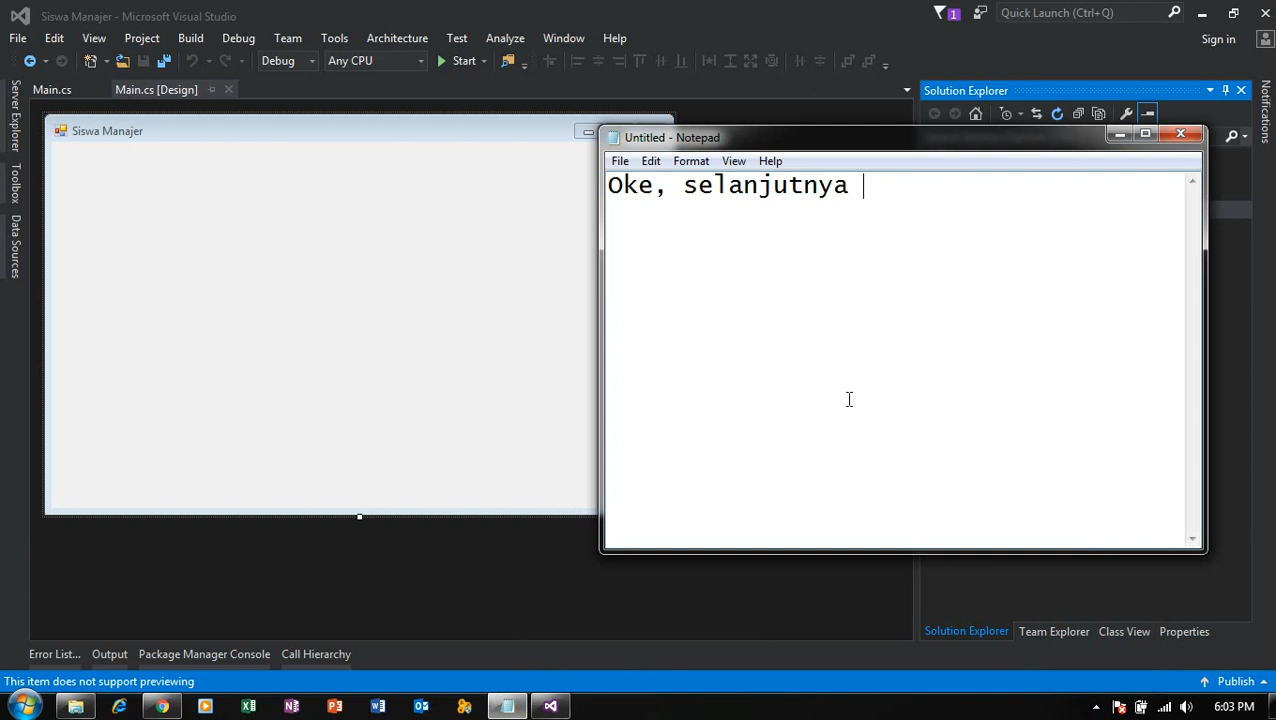 Siswa Manajer - Microsoft Visual Studio
1
Quick Launch (Ctrl+Q)
File Edit View Project Build Debug Team Tools Architecture Test Analyze Window Help
Sign in
Debug
Any CPU
Start
Main.cs
Main.cs [Design]
Solution Explorer
Server Explorer
Toolbox
Data Sources
Notifications
Siswa Manajer
Untitled - Notepad
File Edit Format View Help
Oke, selanjutnya
Solution Explorer Team Explorer Class View Properties
Error List... Output Package Manager Console Call Hierarchy
This item does not support previewing
Publish
6:03 PM